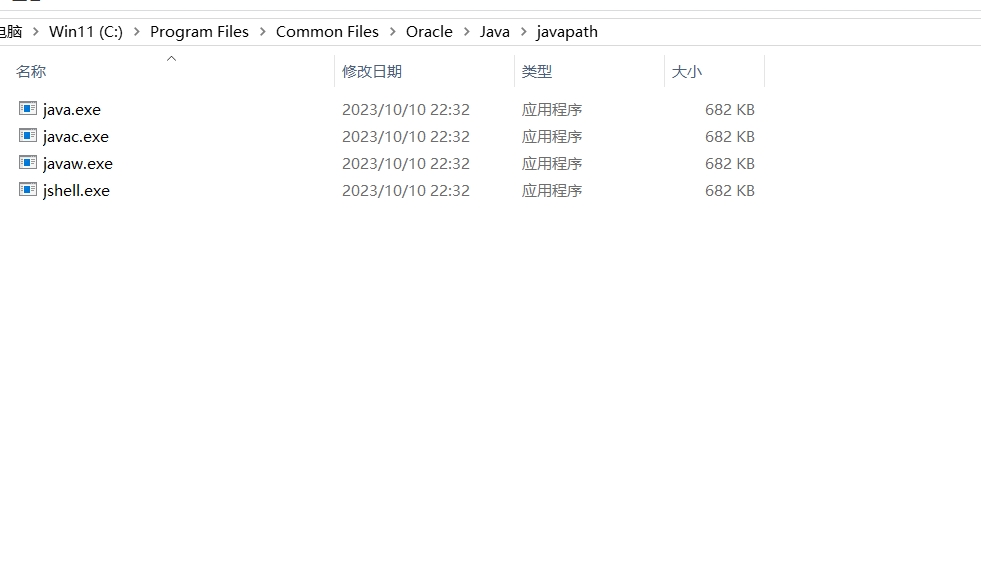 电脑 > Win11 (C:) > Program Files > Common Files > Oracle > Java > javapath
名称 修改日期 类型 大小
java.exe 2023/10/10 22:32 应用程序 682 KB
javac.exe 2023/10/10 22:32 应用程序 682 KB
javaw.exe 2023/10/10 22:32 应用程序 682 KB
jshell.exe 2023/10/10 22:32 应用程序 682 KB